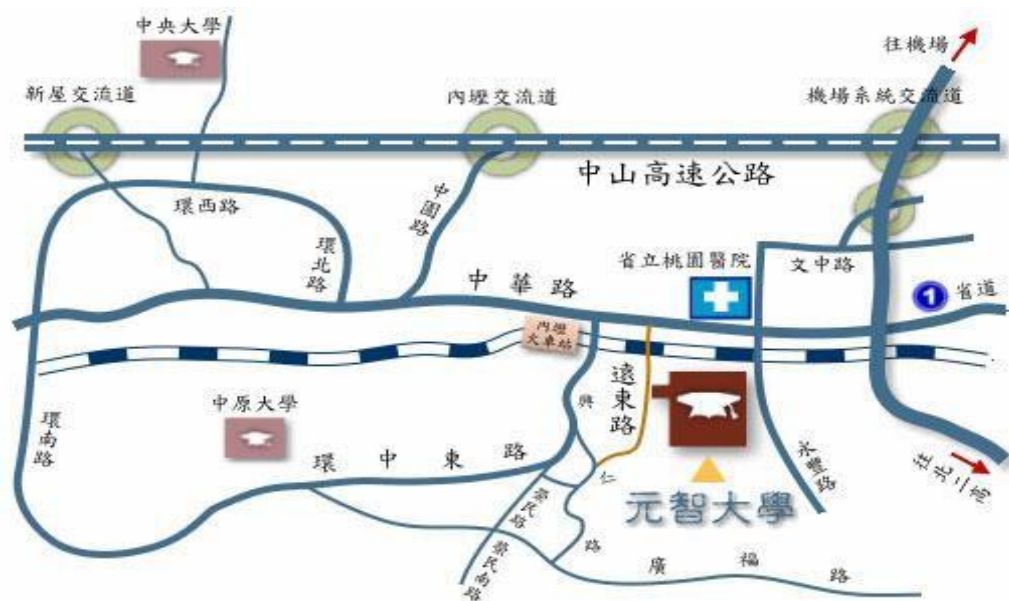 中央大學
往機場
新屋交流道
內壢交流道
機場系統交流道
中山高速公路
環西路
中園路
環北路
省立桃園醫院
文中路
中華路
1
省道
內壢
火車站
遠東路
興
仁
路
中原大學
環南路
環中東路
永豐路
往北二高
元智大學
榮民路
榮民南路
廣福路